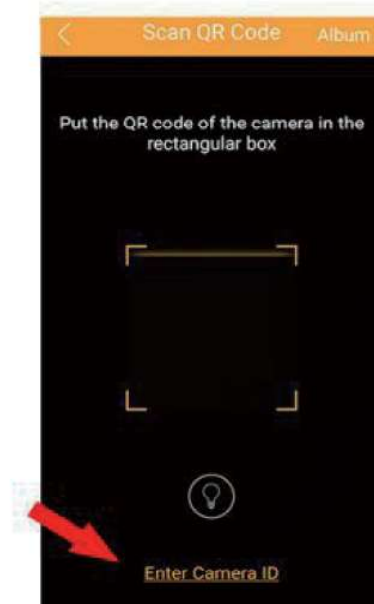 Scan QR Code Album
Put the QR code of the camera in the
rectangular box
Enter Camera ID